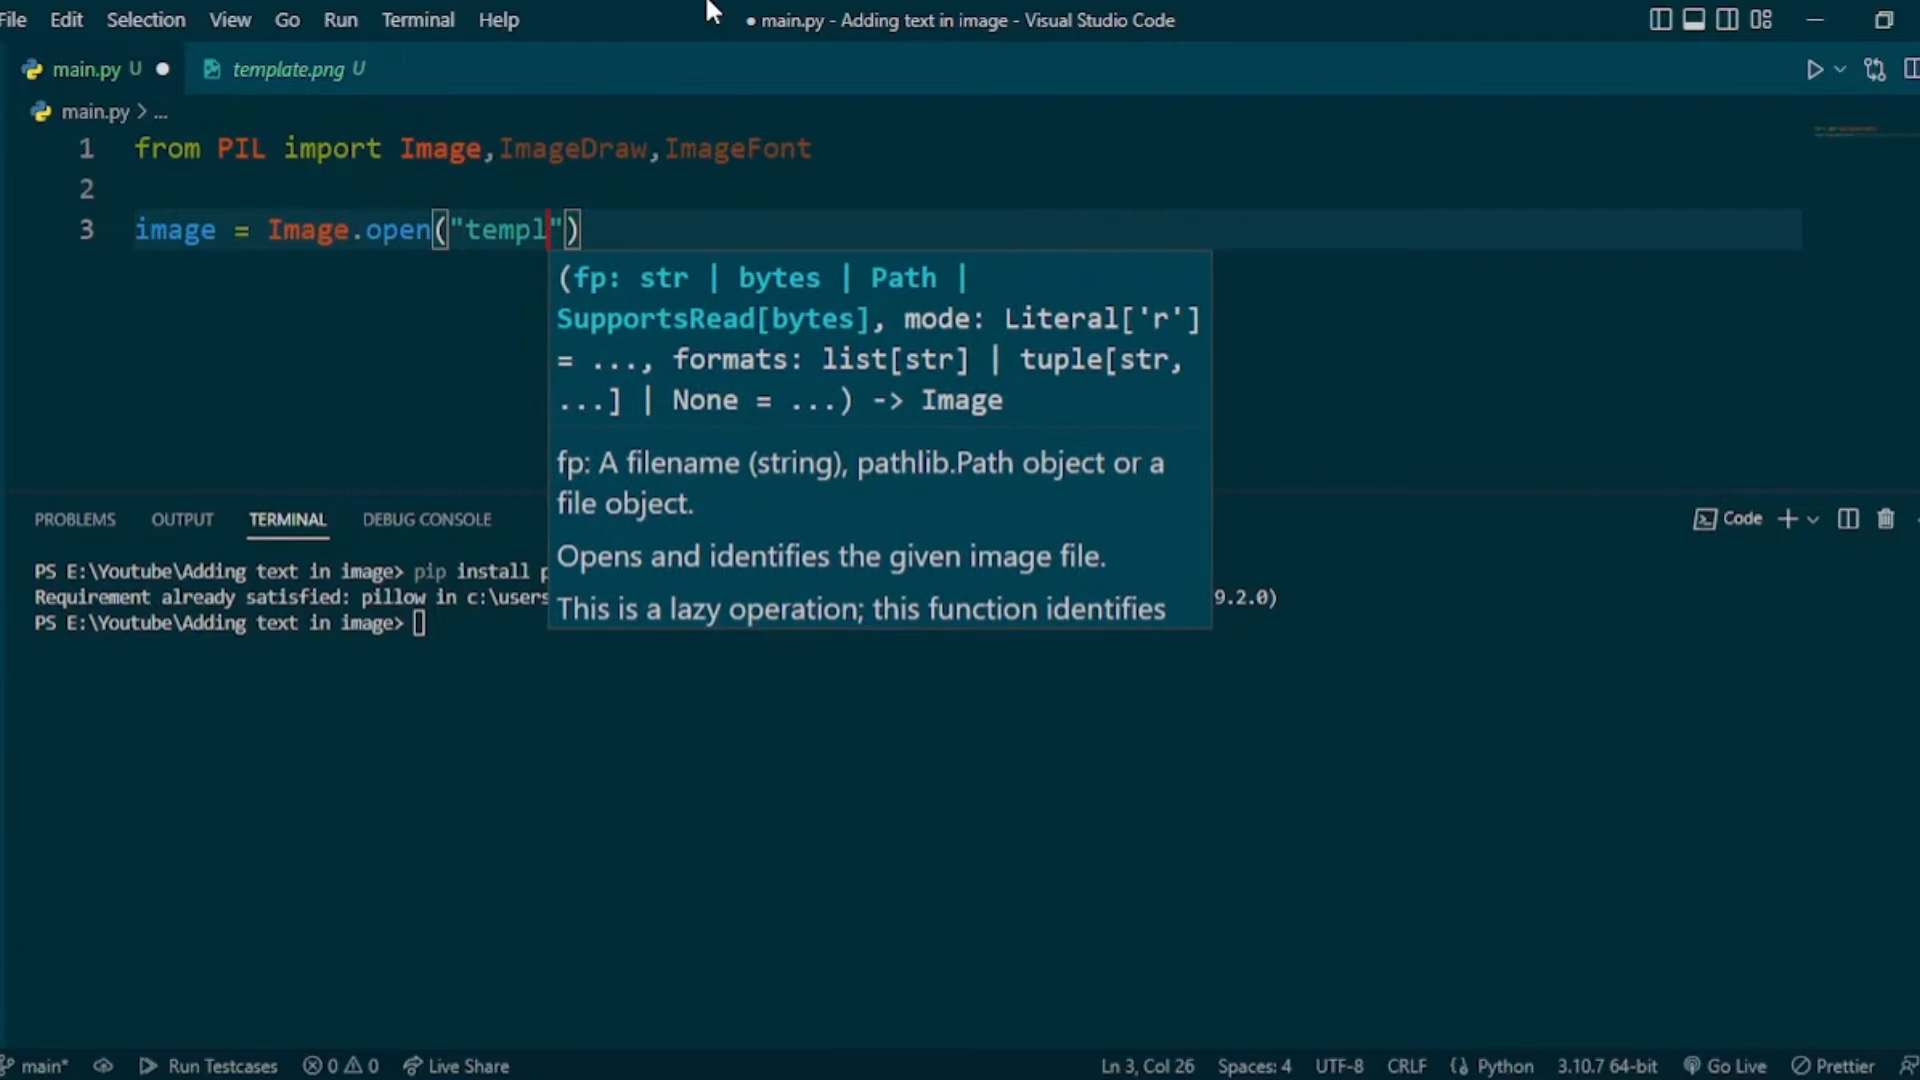 File Edit Selection View Go Run Terminal Help
● main.py - Adding text in image - Visual Studio Code
main.py U ● template.png U
main.py > ...
1 from PIL import Image,ImageDraw,ImageFont
2
3 image = Image.open("templ")
(fp: str | bytes | Path |
SupportsRead[bytes], mode: Literal['r']
= ..., formats: list[str] | tuple[str,
...] | None = ...) -> Image
fp: A filename (string), pathlib.Path object or a
file object.
Opens and identifies the given image file.
This is a lazy operation; this function identifies
PROBLEMS OUTPUT TERMINAL DEBUG CONSOLE
Code
PS E:\Youtube\Adding text in image> pip install p
Requirement already satisfied: pillow in c:\users 9.2.0)
PS E:\Youtube\Adding text in image>
main* Run Testcases 0 0 Live Share Ln 3, Col 26 Spaces: 4 UTF-8 CRLF Python 3.10.7 64-bit Go Live Prettier